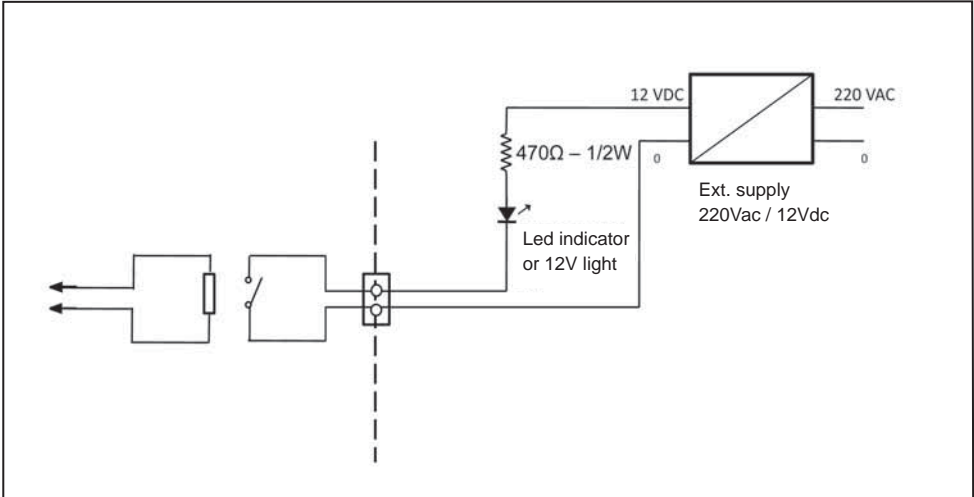 12 VDC
220 VAC
470Ω – 1/2W
0
0
Ext. supply
220Vac / 12Vdc
Led indicator
or 12V light